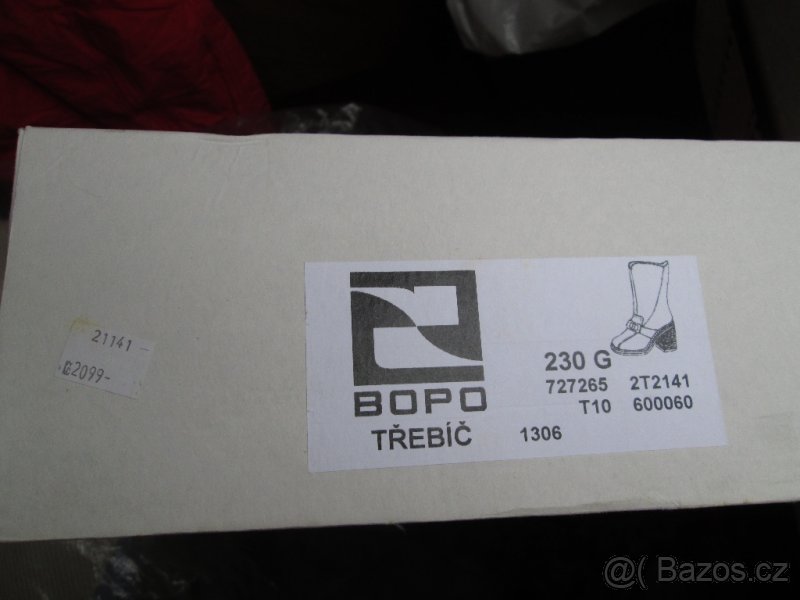 21141 -
₢2099-
BOPO
TŘEBÍČ
1306
230 G
727265 2T2141
T10 600060
@( Bazos.cz